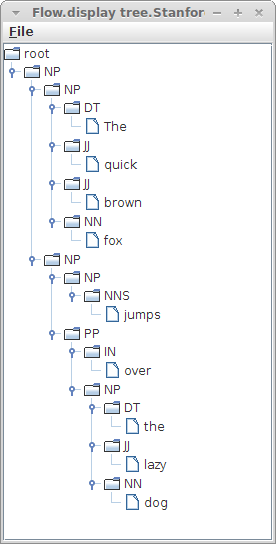 Flow.display tree.Stanfor
File
root
NP
NP
DT
The
JJ
quick
JJ
brown
NN
fox
NP
NP
NNS
jumps
PP
IN
over
NP
DT
the
JJ
lazy
NN
dog